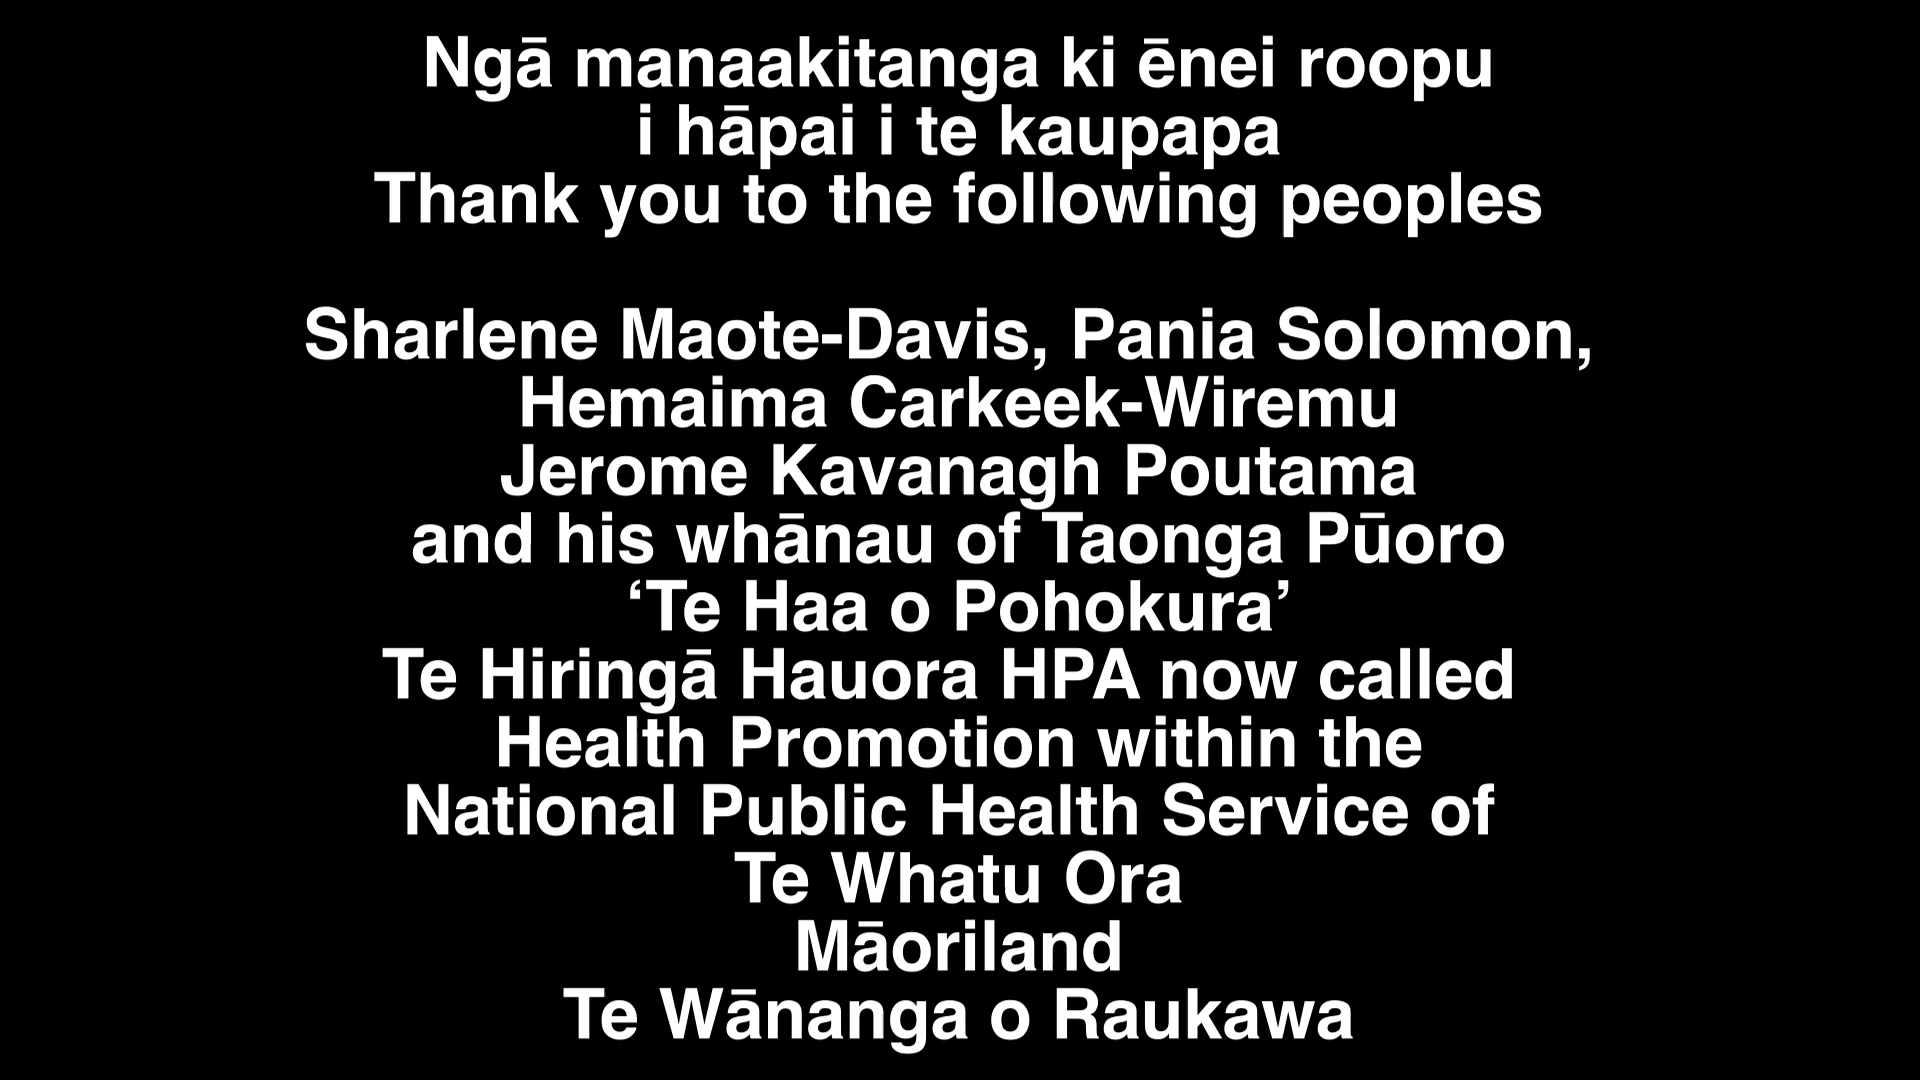 Ngā manaakitanga ki ēnei roopu
i hāpai i te kaupapa
Thank you to the following peoples
Sharlene Maote-Davis, Pania Solomon,
Hemaima Carkeek-Wiremu
Jerome Kavanagh Poutama
and his whānau of Taonga Pūoro
‘Te Haa o Pohokura’
Te Hiringā Hauora HPA now called
Health Promotion within the
National Public Health Service of
Te Whatu Ora
Māoriland
Te Wānanga o Raukawa